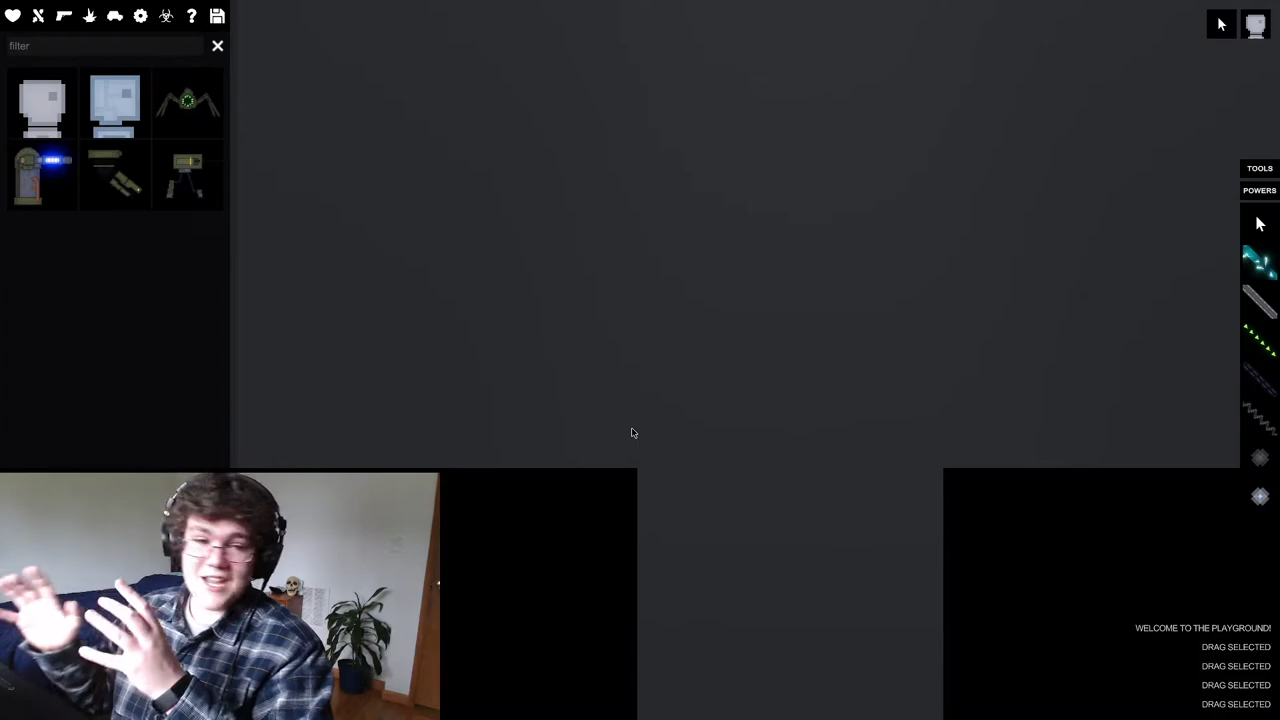 filter
TOOLS
POWERS
WELCOME TO THE PLAYGROUND!
DRAG SELECTED
DRAG SELECTED
DRAG SELECTED
DRAG SELECTED